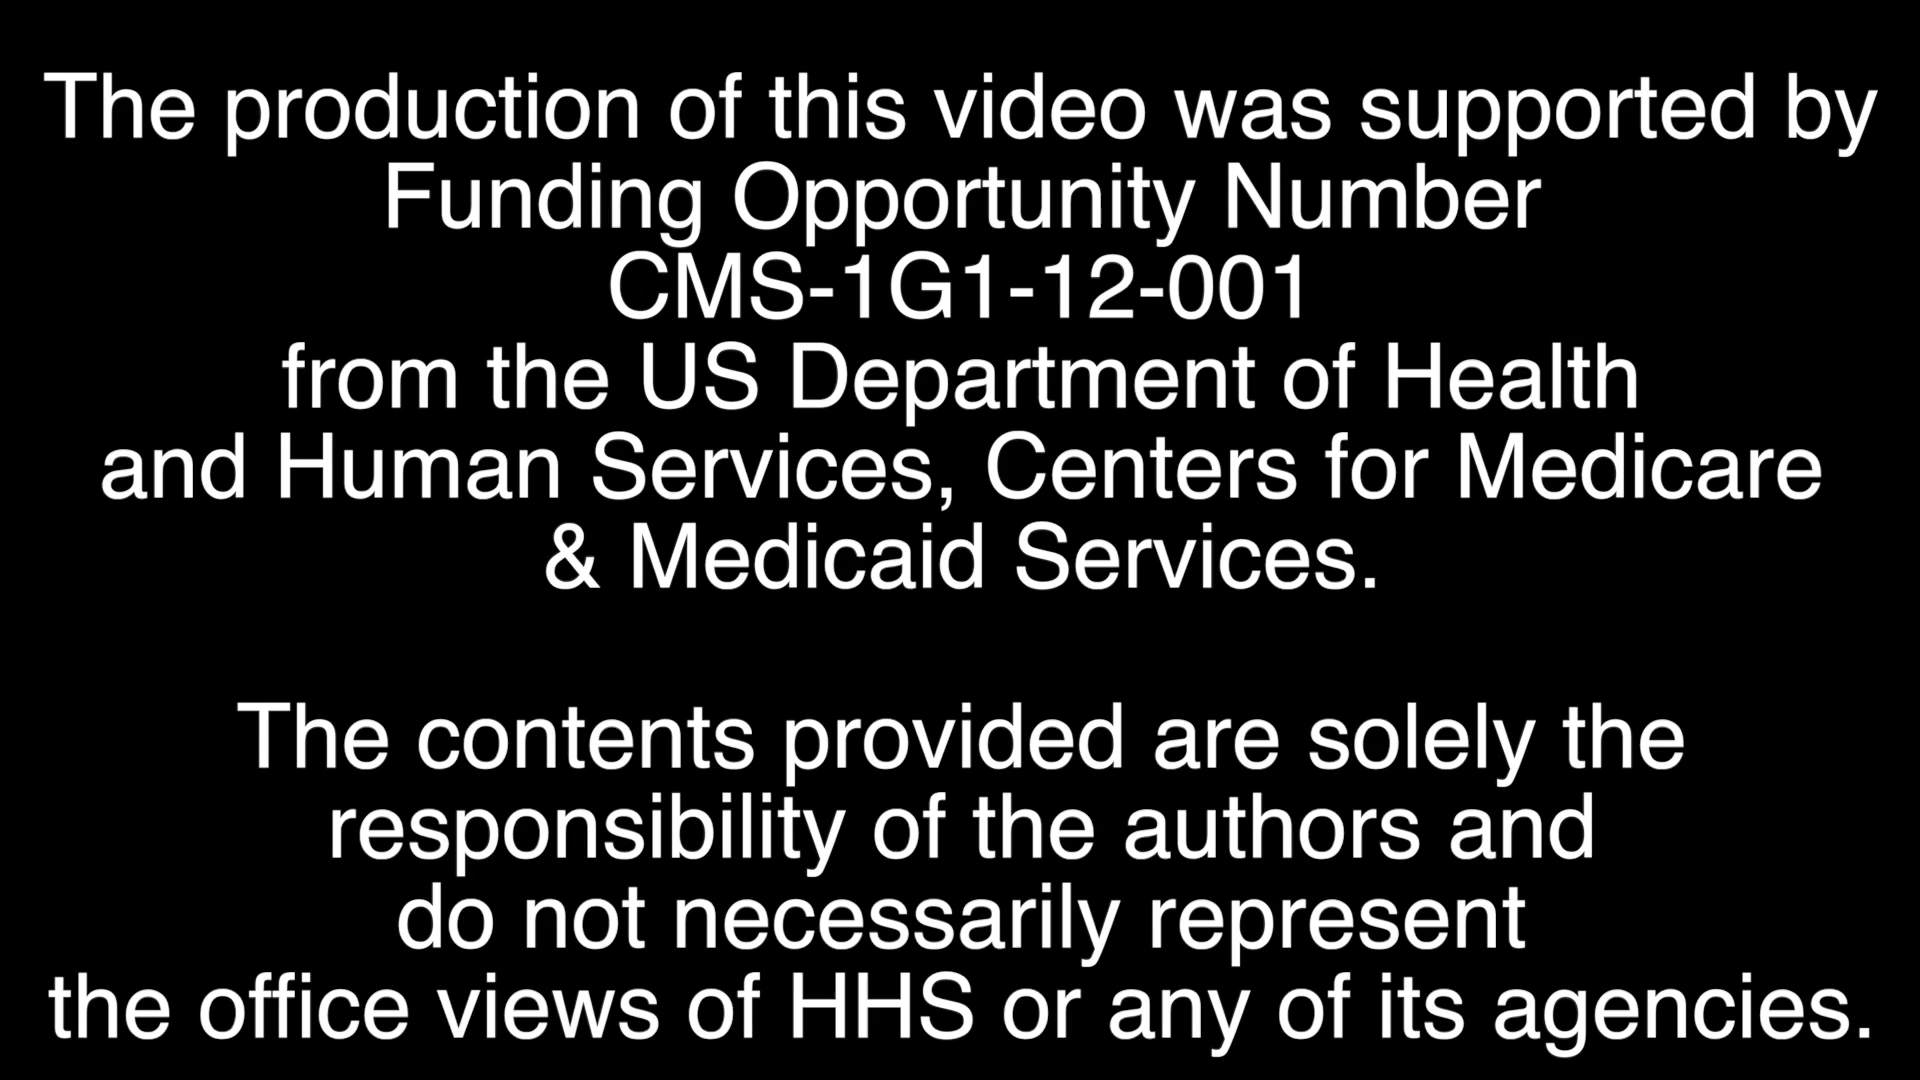 The production of this video was supported by
Funding Opportunity Number
CMS-1G1-12-001
from the US Department of Health
and Human Services, Centers for Medicare
& Medicaid Services.
The contents provided are solely the
responsibility of the authors and
do not necessarily represent
the office views of HHS or any of its agencies.